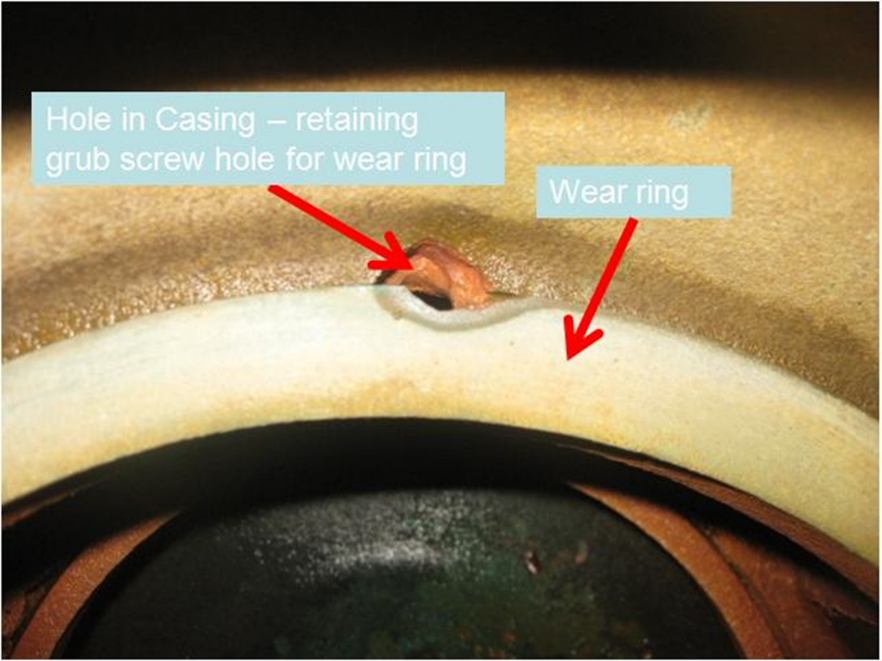 Hole in Casing – retaining
grub screw hole for wear ring
Wear ring